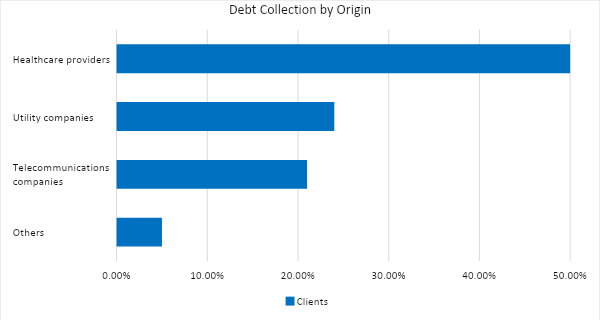 Debt Collection by Origin
Healthcare providers
Utility companies
Telecommunications
companies
Others
0.00% 10.00% 20.00% 30.00% 40.00% 50.00%
Clients